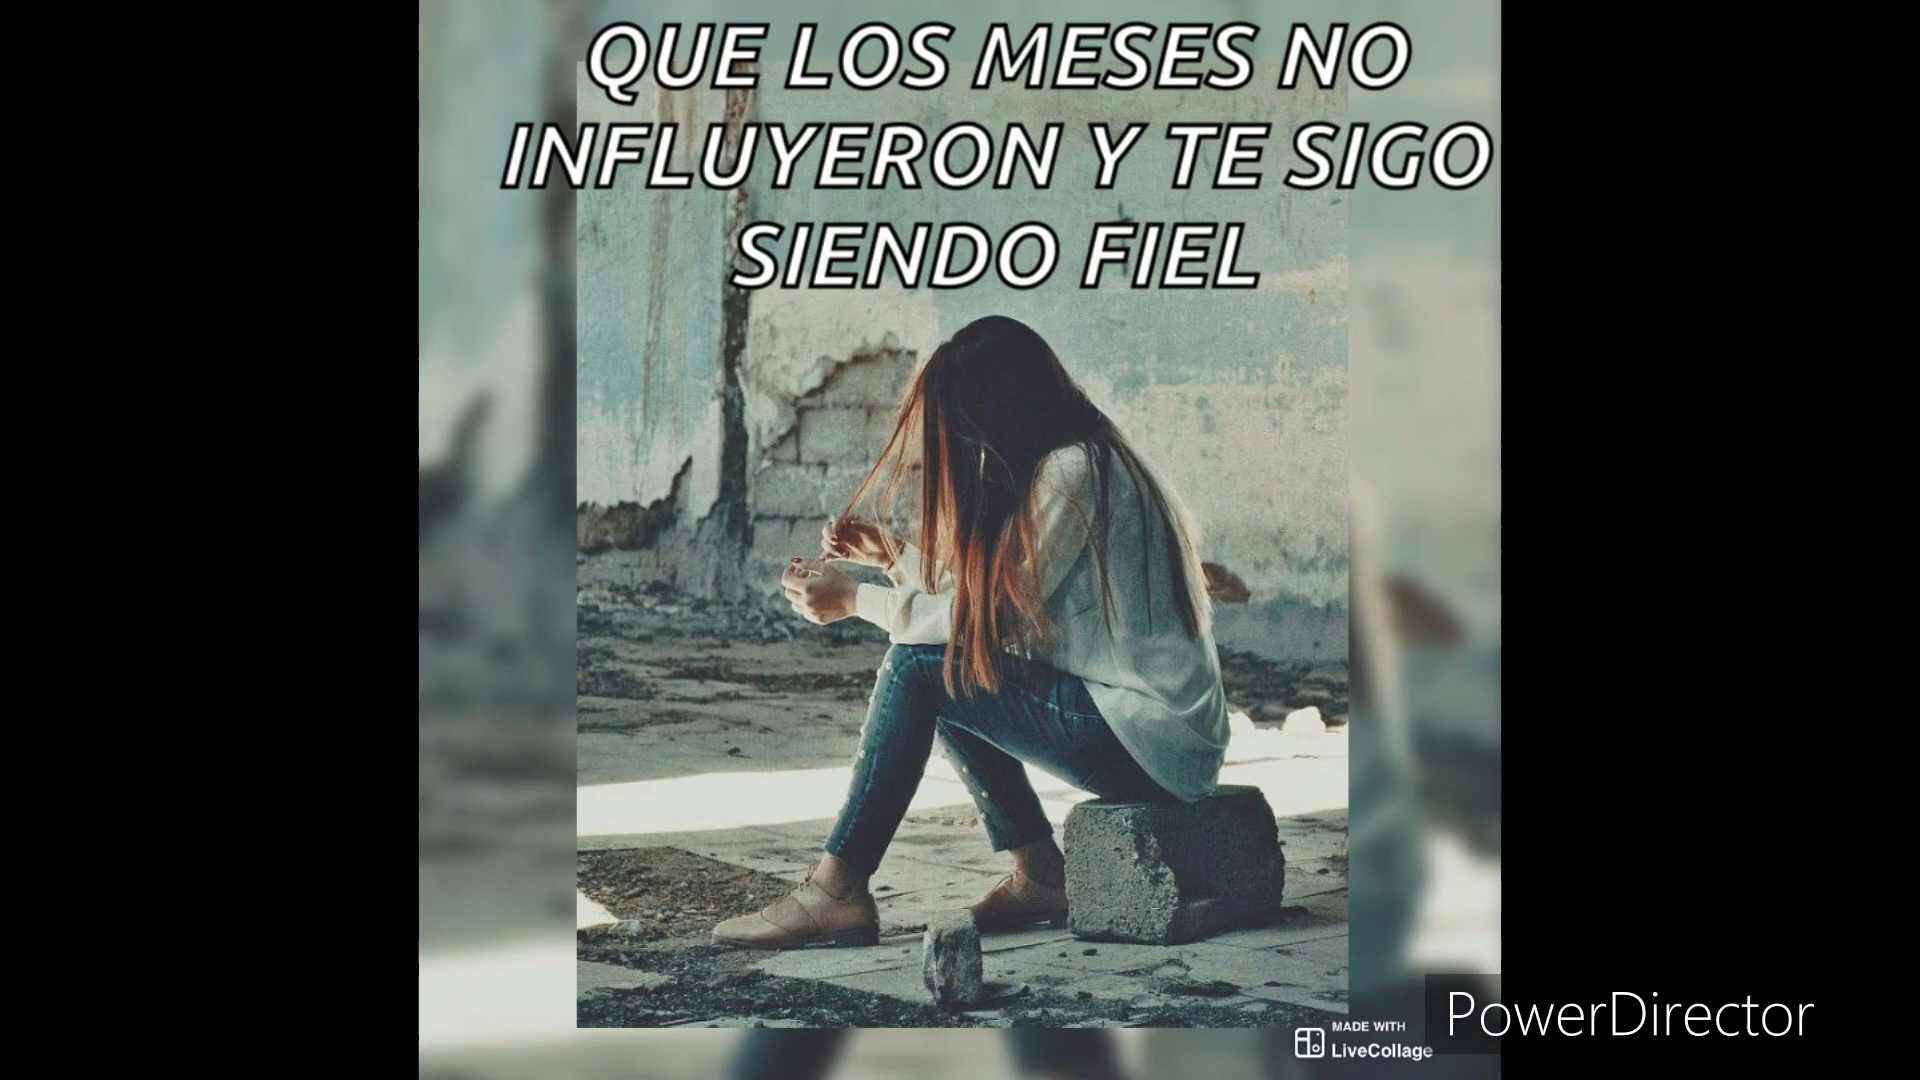 QUE LOS MESES NO
INFLUYERON Y TE SIGO
SIENDO FIEL
MADE WITH
LiveCollage
PowerDirector